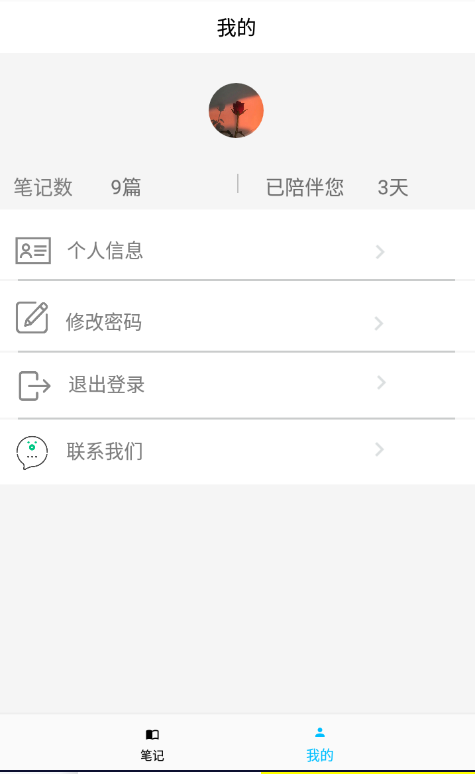 我的
笔记数 9篇 已陪伴您 3天
个人信息
修改密码
退出登录
联系我们
笔记 我的